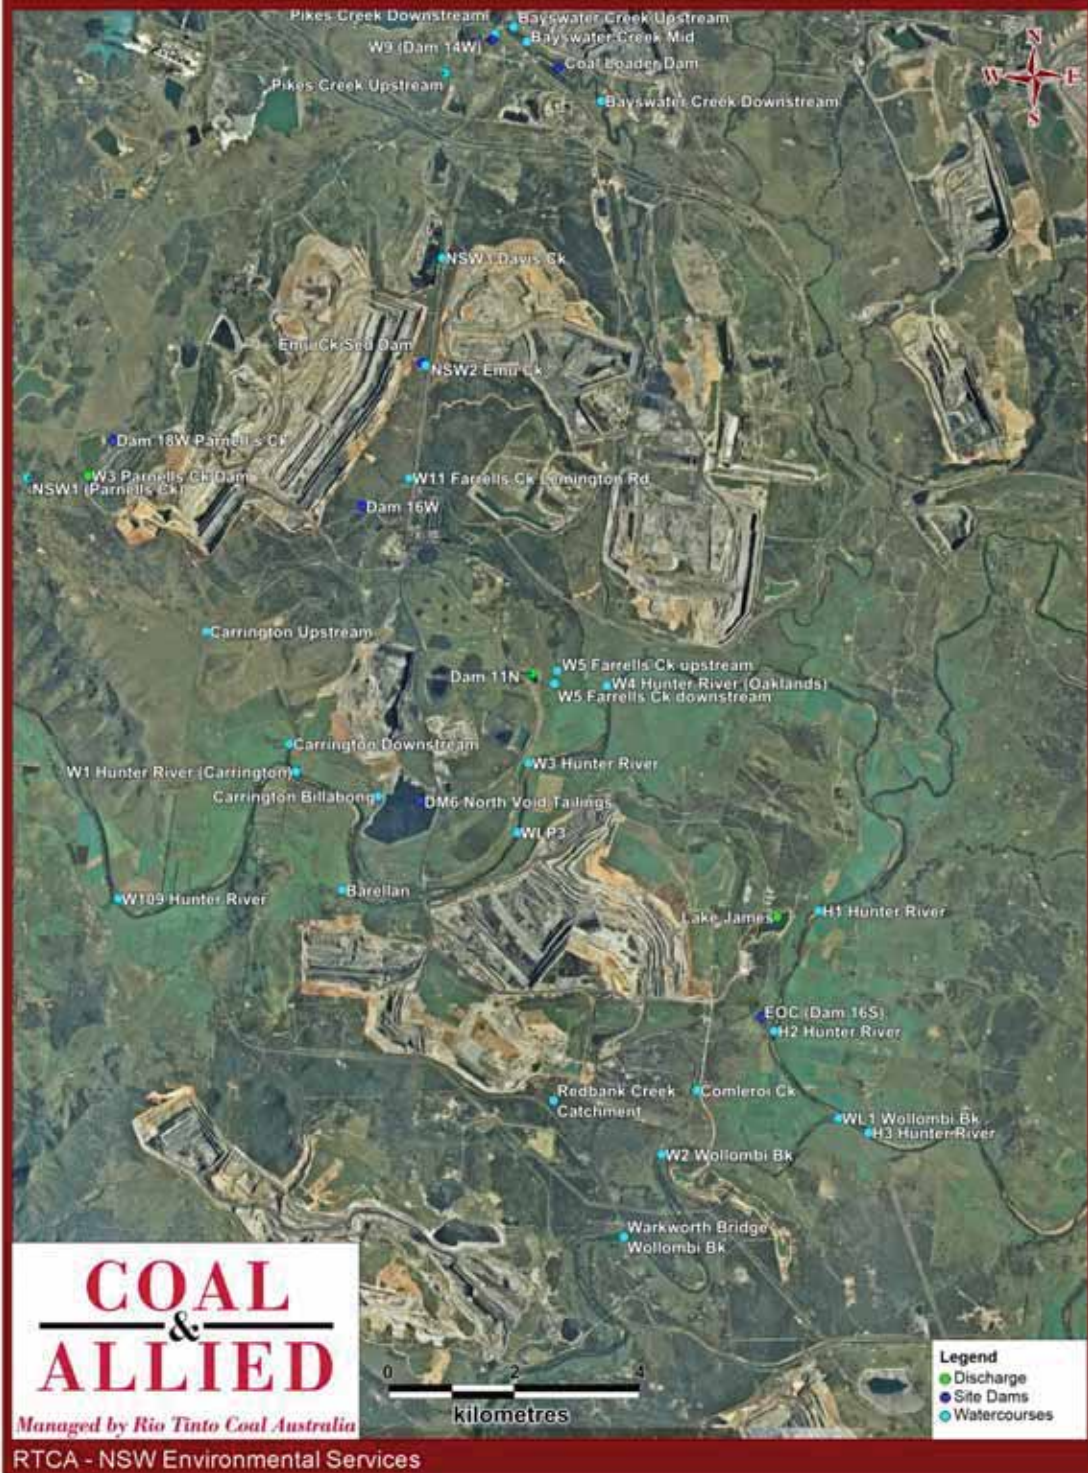 Pikes Creek Downstream
Bayswater Creek Upstream
W9 (Dam 14W)
Bayswater Creek Mid
Coal Loader Dam
Pikes Creek Upstream
Bayswater Creek Downstream
N
W E
S
NSW3 Davis Ck
Emu Ck Sed Dam
NSW2 Emu Ck
Dam 18W Parnell's Ck
W3 Parnells Ck Dam
NSW1 (Parnells Ck)
W11 Farrells Ck Lemington Rd
Dam 16W
Carrington Upstream
W5 Farrells Ck upstream
Dam 11N
W4 Hunter River (Oaklands)
W5 Farrells Ck downstream
Carrington Downstream
W3 Hunter River
W1 Hunter River (Carrington)
Carrington Billabong
DM6 North Void Tailings
WLP3
Barellan
W109 Hunter River
Lake James
H1 Hunter River
EOC (Dam 16S)
H2 Hunter River
Redbank Creek
Catchment
Comleroi Ck
WL1 Wollombi Bk
H3 Hunter River
W2 Wollombi Bk
Warkworth Bridge
Wollombi Bk
COAL
&
ALLIED
Managed by Rio Tinto Coal Australia
0 2 4
kilometres
Legend
Discharge
Site Dams
Watercourses
RTCA - NSW Environmental Services